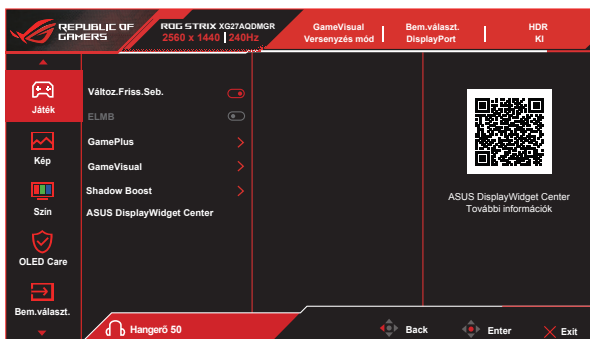 REPUBLIC OF
GAMERS
ROG STRIX XG27AQDMGR
2560 x 1440 240Hz
GameVisual
Versenyzés mód
Bem.választ.
DisplayPort
HDR
KI
Játék
Kép
Szín
OLED Care
Bem.választ.
Változ.Friss.Seb.
ELMB
GamePlus
GameVisual
Shadow Boost
ASUS DisplayWidget Center
ASUS DisplayWidget Center
További információk
Hangerő 50
Back
Enter
Exit